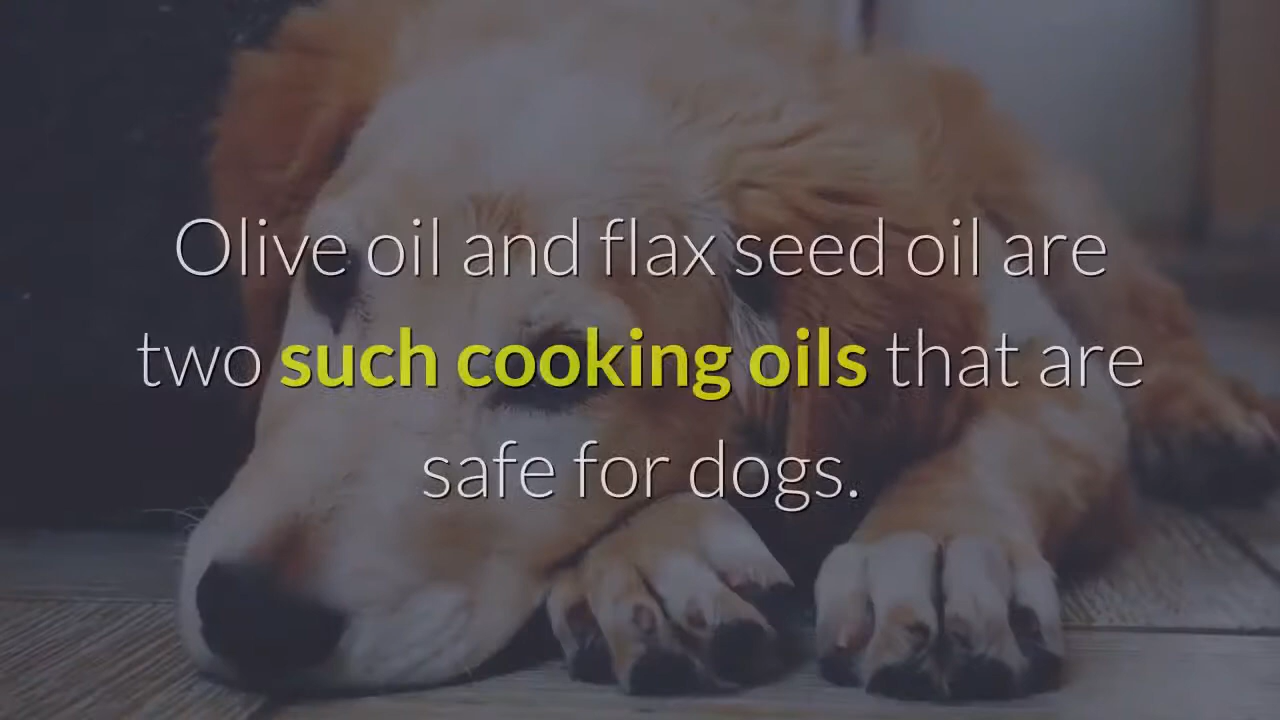 Olive oil and flax seed oil are
two such cooking oils that are
safe for dogs.